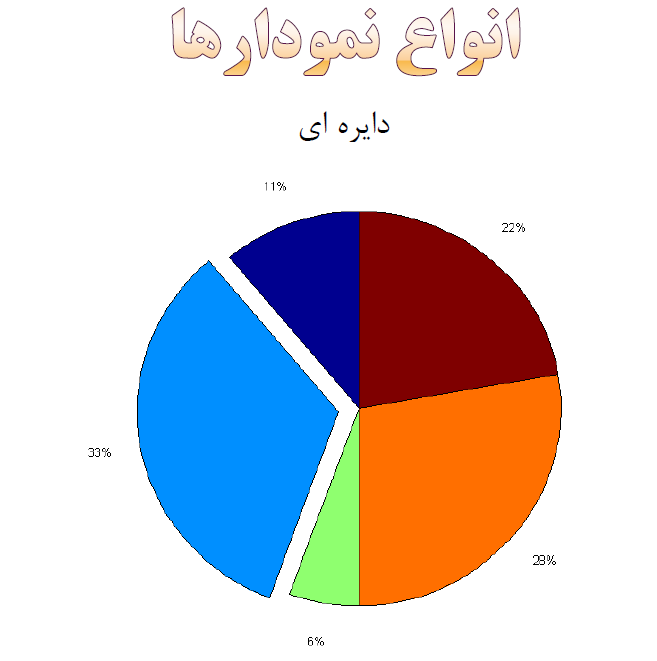 انواع نمودارها
دایره ای
11%
22%
33%
28%
6%